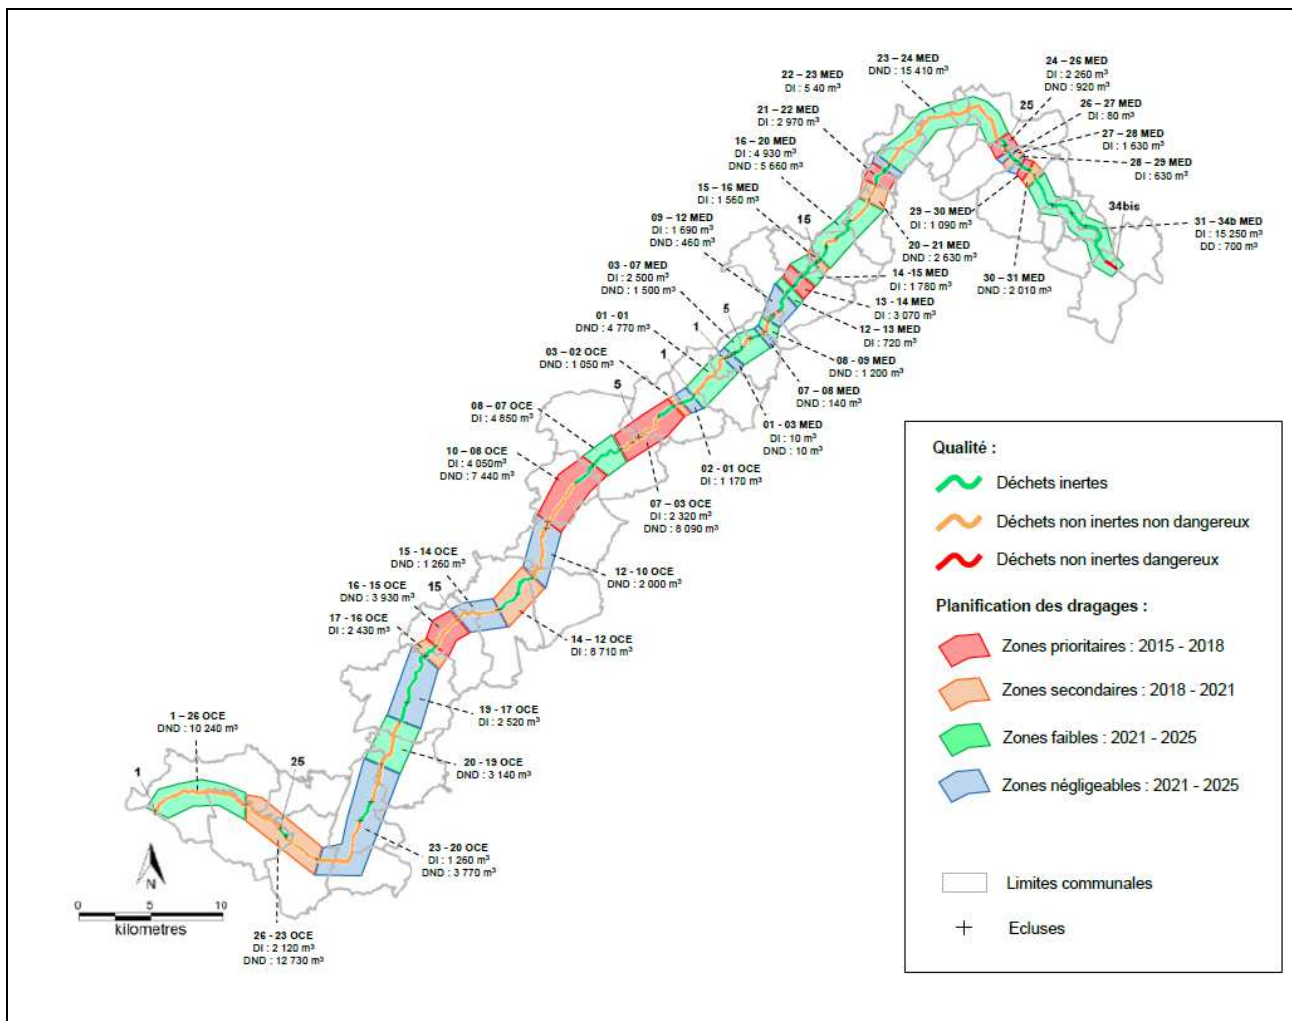 23 – 24 MED
DND : 15 410 m³
24 – 26 MED
DI : 2 260 m³
DND : 920 m³
22 – 23 MED
DI : 5 40 m³
25
26 – 27 MED
DI : 80 m³
21 – 22 MED
DI : 2 970 m³
27 – 28 MED
DI : 1 630 m³
16 – 20 MED
DI : 4 930 m³
DND : 5 660 m³
28 – 29 MED
DI : 630 m³
15 – 16 MED
DI : 1 560 m³
29 – 30 MED
DI : 1 090 m³
34bis
31 – 34b MED
DI : 15 250 m³
DD : 700 m³
09 – 12 MED
DI : 1 690 m³
DND : 460 m³
15
20 – 21 MED
DND : 2 630 m³
03 - 07 MED
DI : 2 500 m³
DND : 1 500 m³
14 -15 MED
DI : 1 780 m³
30 – 31 MED
DND : 2 010 m³
13 - 14 MED
DI : 3 070 m³
01 - 01
DND : 4 770 m³
5
12 – 13 MED
DI : 720 m³
03 – 02 OCE
DND : 1 050 m³
1
1
08 - 09 MED
DND : 1 200 m³
07 – 08 MED
DND : 140 m³
5
08 – 07 OCE
DI : 4 850 m³
01 - 03 MED
DI : 10 m³
DND : 10 m³
10 – 08 OCE
DI : 4 050m³
DND : 7 440 m³
02 - 01 OCE
DI : 1 170 m³
07 – 03 OCE
DI : 2 320 m³
DND : 8 090 m³
15 - 14 OCE
DND : 1 260 m³
12 - 10 OCE
DND : 2 000 m³
16 - 15 OCE
DND : 3 930 m³
15
17 - 16 OCE
DI : 2 430 m³
14 – 12 OCE
DI : 8 710 m³
19 - 17 OCE
DI : 2 520 m³
1 – 26 OCE
DND : 10 240 m³
20 - 19 OCE
DND : 3 140 m³
1
25
23 - 20 OCE
DI : 1 260 m³
DND : 3 770 m³
26 - 23 OCE
DI : 2 120 m³
DND : 12 730 m³
N
0 5 10
kilometres
Qualité :
Déchets inertes
Déchets non inertes non dangereux
Déchets non inertes dangereux
Planification des dragages :
Zones prioritaires : 2015 - 2018
Zones secondaires : 2018 - 2021
Zones faibles : 2021 - 2025
Zones négligeables : 2021 - 2025
Limites communales
Ecluses